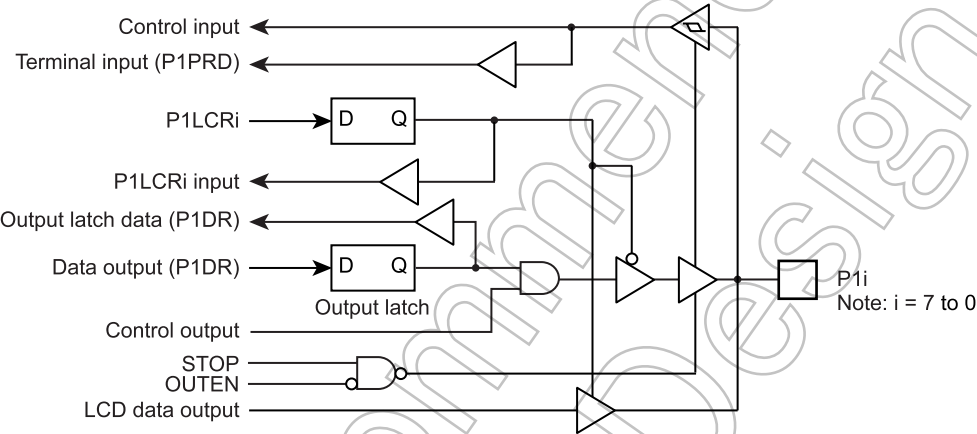 Control input
Terminal input (P1PRD)
P1LCRi
D Q
P1LCRi input
Output latch data (P1DR)
Data output (P1DR)
D Q
P1i
Note: i = 7 to 0
Output latch
Control output
STOP
OUTEN
LCD data output